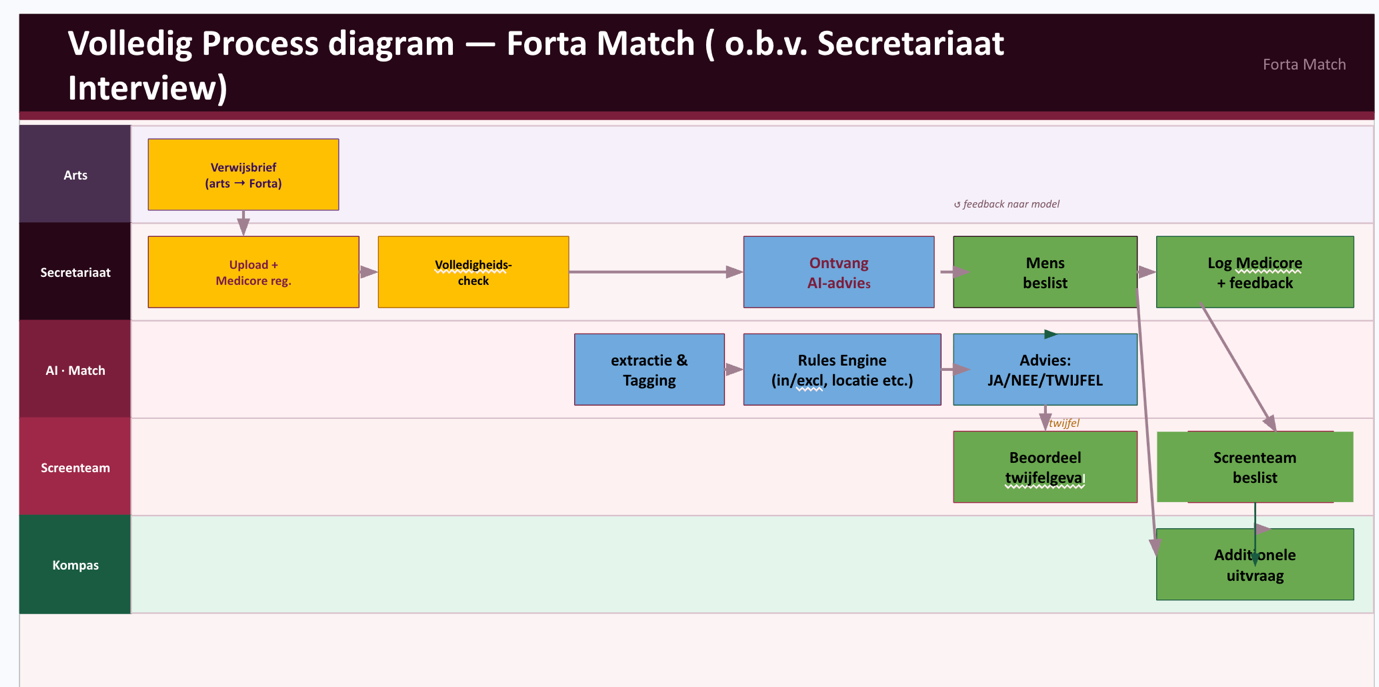 Volledig Process diagram — Forta Match ( o.b.v. Secretariaat
Interview)
Forta Match
Arts
Verwijsbrief
(arts → Forta)
↺ feedback naar model
Secretariaat
Upload +
Medicore reg.
Volledigheids-
check
Ontvang
AI-advies
Mens
beslist
Log Medicore
+ feedback
AI · Match
extractie &
Tagging
Rules Engine
(in/excl, locatie etc.)
Advies:
JA/NEE/TWIJFEL
twijfel
Screenteam
Beoordeel
twijfelgeval
Screenteam
beslist
Kompas
Additionele
uitvraag